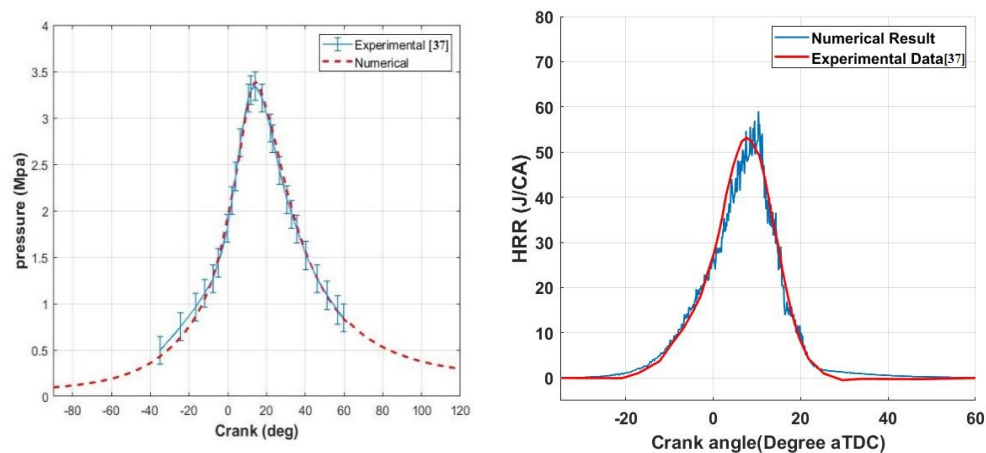 4
3.5
3
2.5
2
1.5
1
0.5
0
pressure (Mpa)
-80 -60 -40 -20 0 20 40 60 80 100 120
Crank (deg)
Experimental [37]
Numerical
80
70
60
50
40
30
20
10
0
HRR (J/CA)
-20 0 20 40 60
Crank angle(Degree aTDC)
Numerical Result
Experimental Data[37]